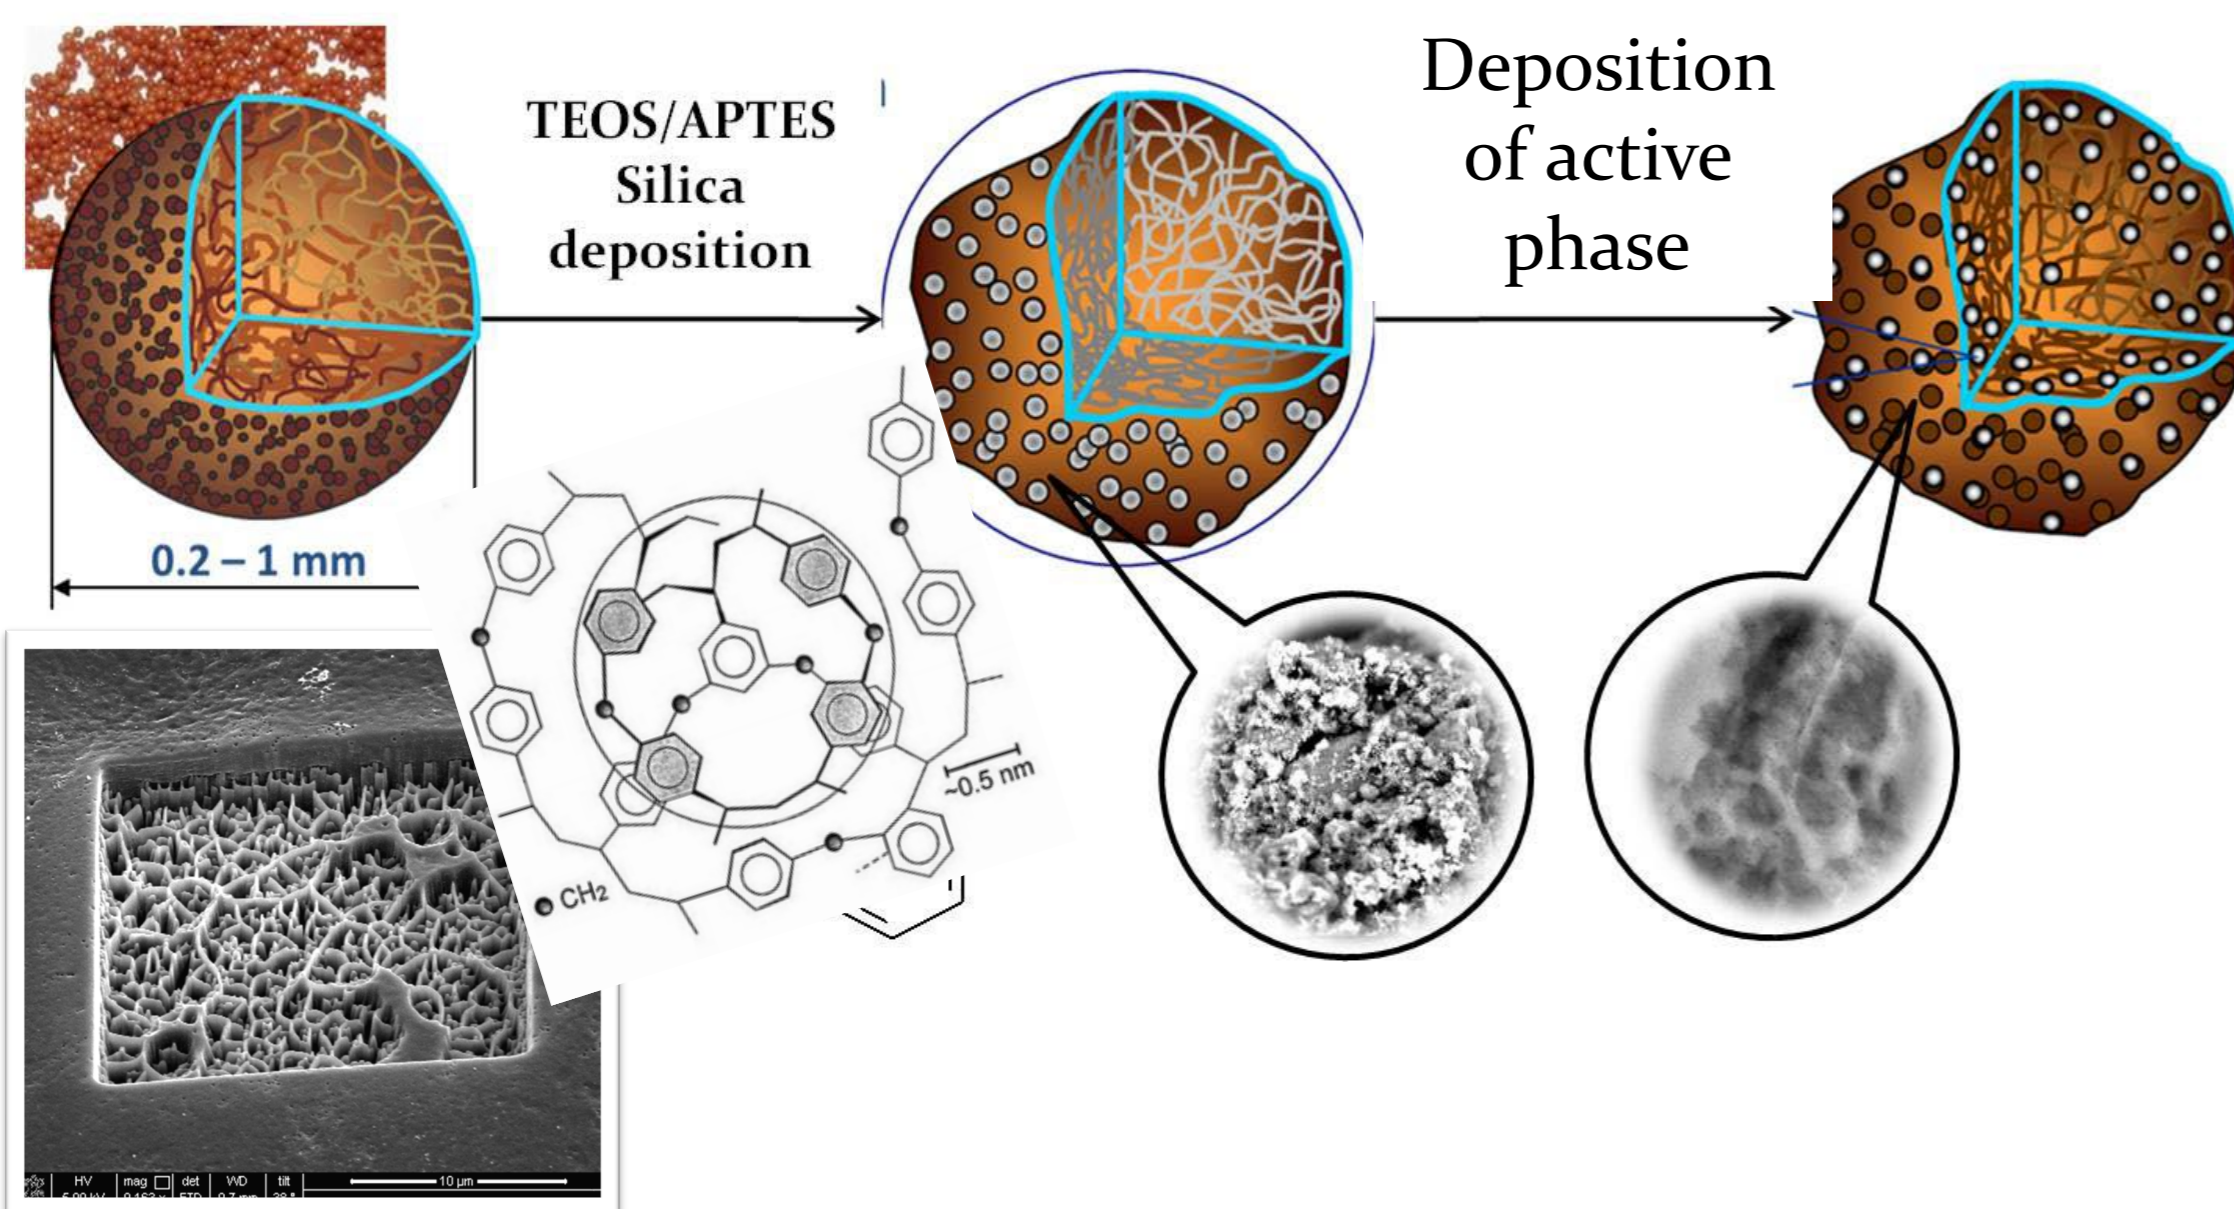 TEOS/APTES
Silica
deposition
Deposition
of active
phase
0.2 – 1 mm
~0.5 nm
CH₂
HV
mag
det
WD
tilt
10 µm